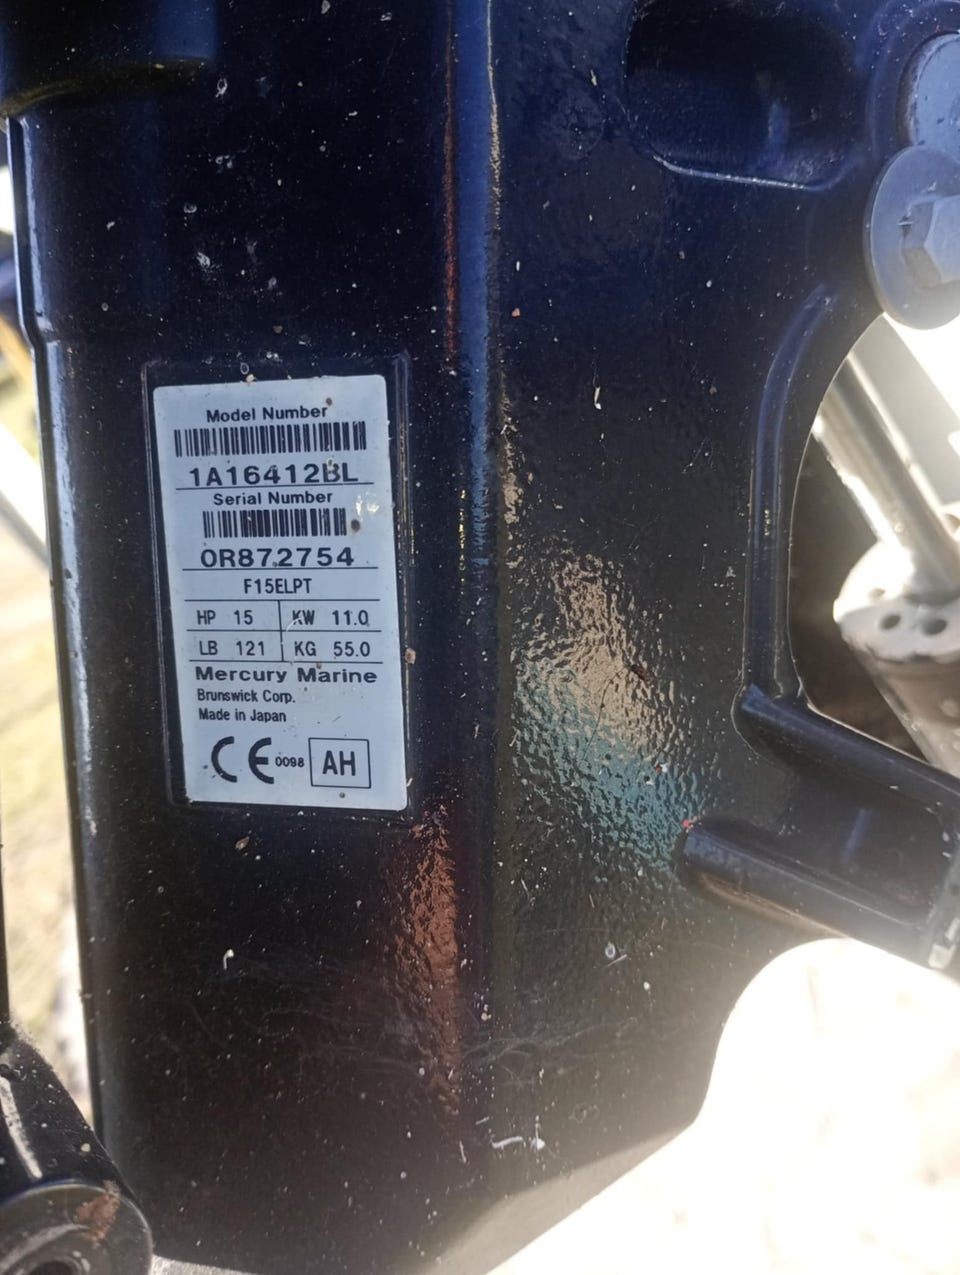 Model Number
1A16412BL
Serial Number
0R872754
F15ELPT
HP 15 KW 11.0
LB 121 KG 55.0
Mercury Marine
Brunswick Corp.
Made in Japan
CE 0098 AH